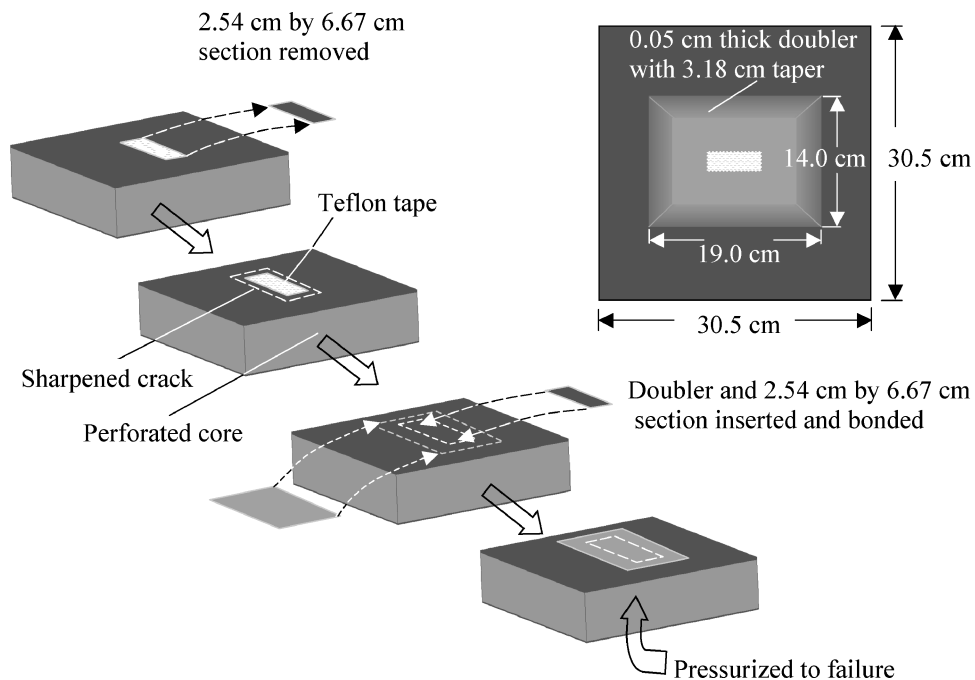 2.54 cm by 6.67 cm
section removed
0.05 cm thick doubler
with 3.18 cm taper
14.0 cm
30.5 cm
19.0 cm
30.5 cm
Teflon tape
Sharpened crack
Perforated core
Doubler and 2.54 cm by 6.67 cm
section inserted and bonded
Pressurized to failure